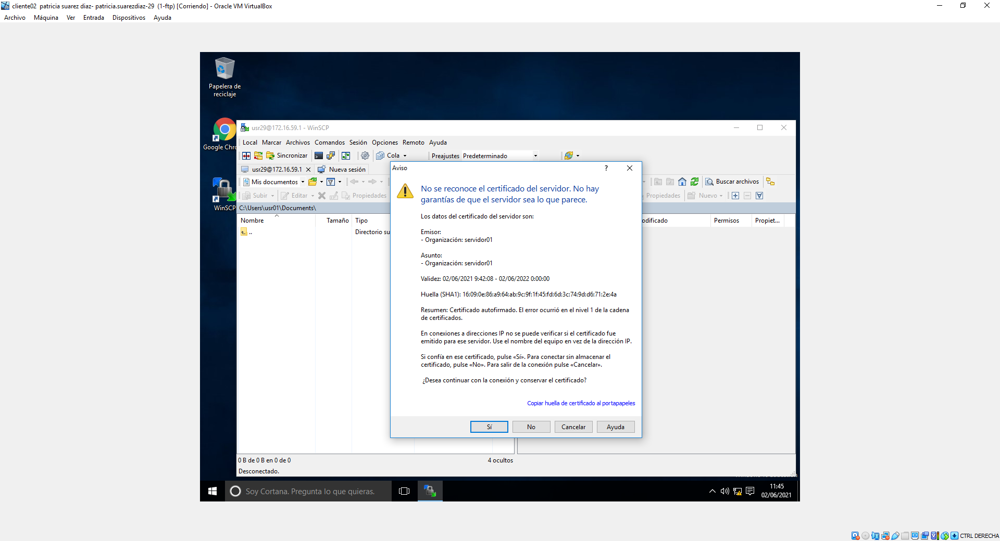 cliente02 patricia suarez diaz- patricia.suarezdiaz-29 (1-ftp) [Corriendo] - Oracle VM VirtualBox
Archivo Máquina Ver Entrada Dispositivos Ayuda
Papelera de
reciclaje
Google Chro
WinSCP
usr29@172.16.59.1 - WinSCP
Local Marcar Archivos Comandos Sesión Opciones Remoto Ayuda
Sincronizar Cola Preajustes Predeterminado
usr29@172.16.59.1 Nueva sesión
Mis documentos Buscar archivos
Subir Editar Propiedades Propiedades Nuevo
C:\Users\usr01\Documents\
Nombre Tamaño Tipo odificado Permisos Propiet...
.. Directorio su
Aviso
No se reconoce el certificado del servidor. No hay
garantías de que el servidor sea lo que parece.
Los datos del certificado del servidor son:
Emisor:
- Organización: servidor01
Asunto:
- Organización: servidor01
Validez: 02/06/2021 9:42:08 - 02/06/2022 0:00:00
Huella (SHA1): 16:09:0e:86:a9:64:ab:9c:9f:1f:45:fd:6d:3c:74:9d:d6:71:2e:4a
Resumen: Certificado autofirmado. El error ocurrió en el nivel 1 de la cadena
de certificados.
En conexiones a direcciones IP no se puede verificar si el certificado fue
emitido para ese servidor. Use el nombre del equipo en vez de la dirección IP.
Si confía en ese certificado, pulse «Sí». Para conectar sin almacenar el
certificado, pulse «No». Para salir de la conexión pulse «Cancelar».
¿Desea continuar con la conexión y conservar el certificado?
Copiar huella de certificado al portapapeles
Sí No Cancelar Ayuda
0 B de 0 B en 0 de 0 4 ocultos
Desconectado.
Soy Cortana. Pregunta lo que quieras.
11:45
02/06/2021
CTRL DERECHA